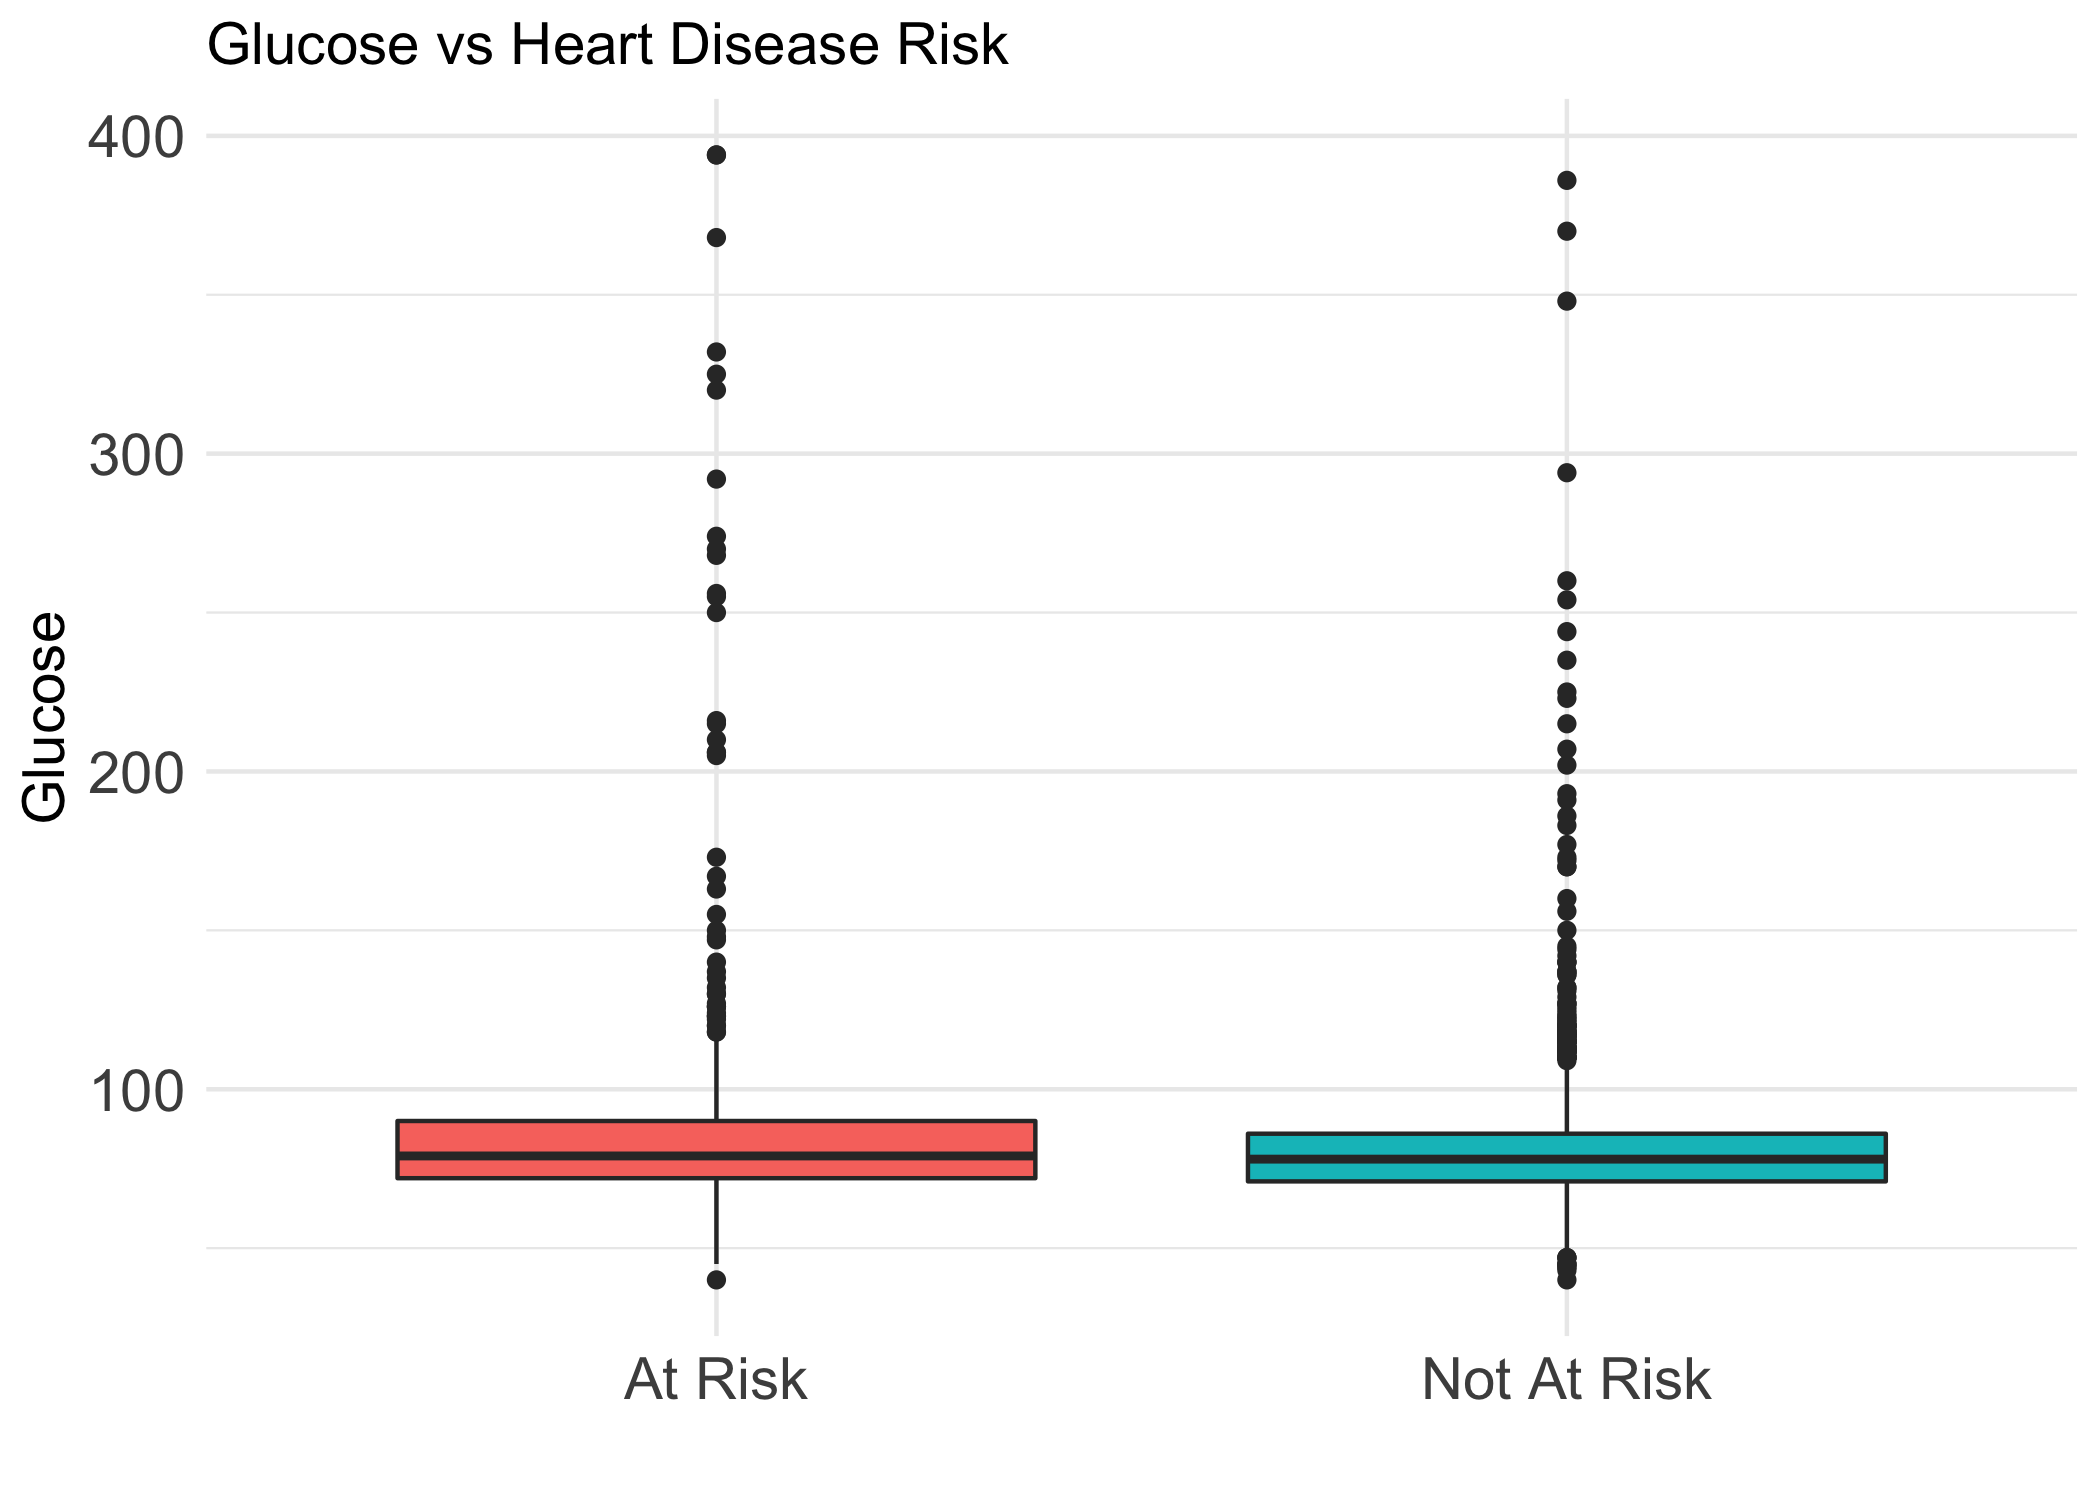 Glucose vs Heart Disease Risk
400
300
200
100
Glucose
At Risk
Not At Risk